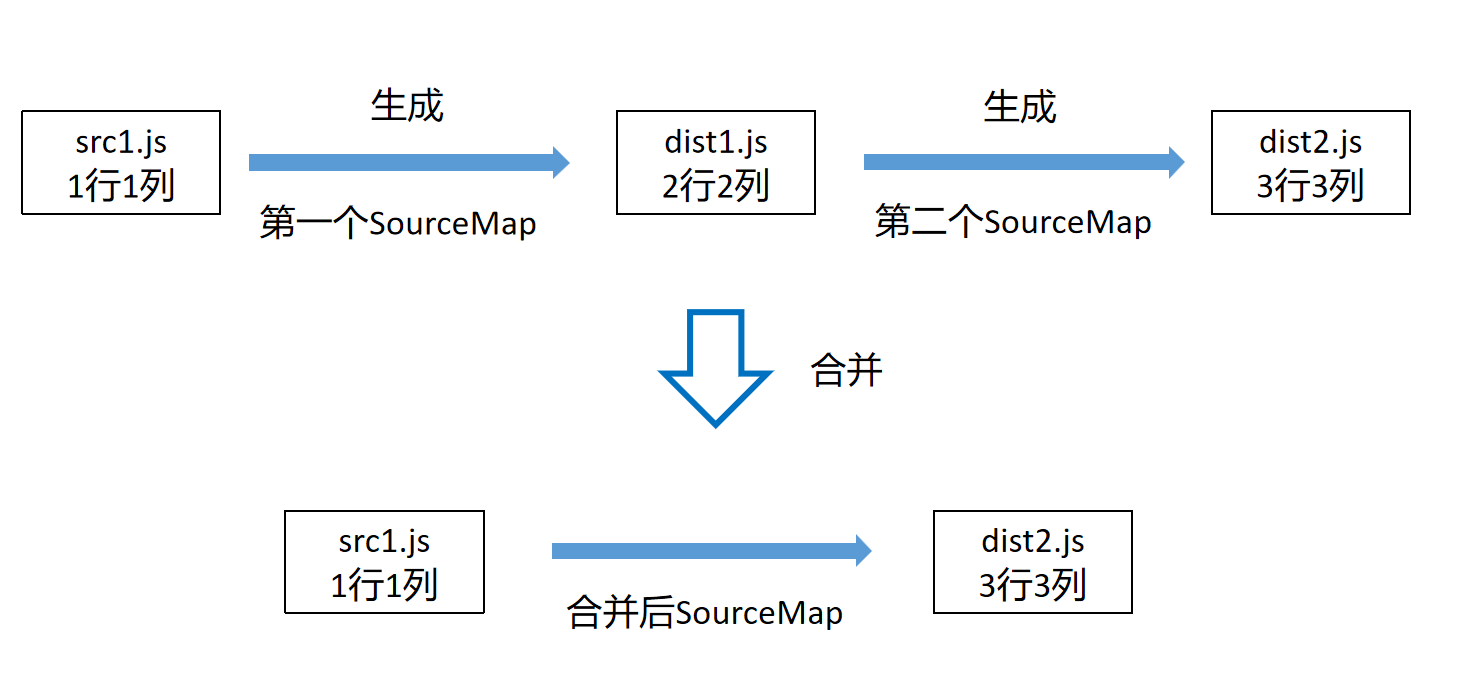 生成
生成
src1.js
1行1列
dist1.js
2行2列
dist2.js
3行3列
第一个SourceMap
第二个SourceMap
合并
src1.js
1行1列
dist2.js
3行3列
合并后SourceMap